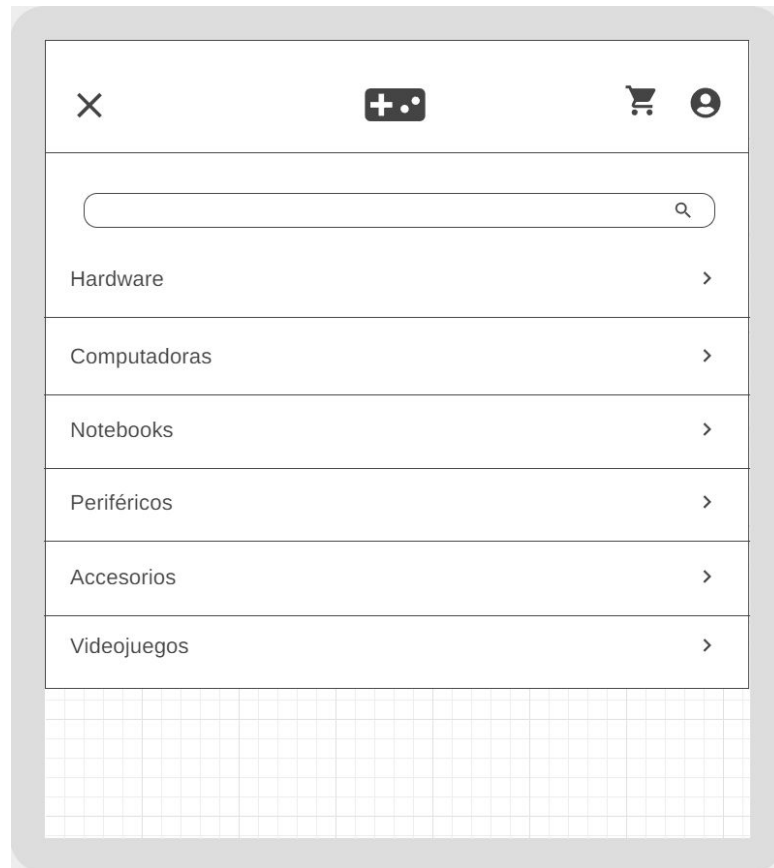 Hardware
Computadoras
Notebooks
Periféricos
Accesorios
Videojuegos